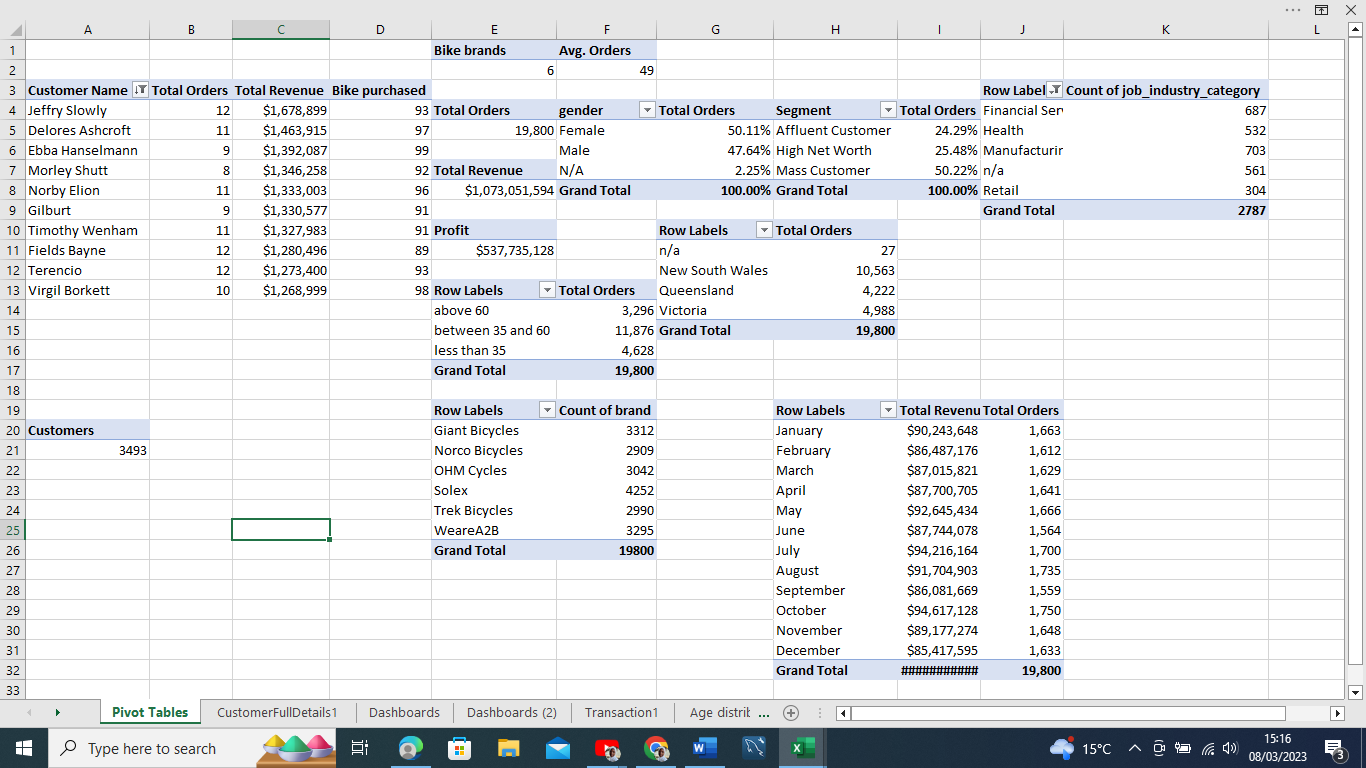 A B C D E F G H I J K L
1 Bike brands Avg. Orders
2 6 49
3 Customer Name Total Orders Total Revenue Bike purchased Row Label Count of job_industry_category
4 Jeffry Slowly 12 $1,678,899 93 Total Orders gender Total Orders Segment Total Orders Financial Ser 687
5 Delores Ashcroft 11 $1,463,915 97 19,800 Female 50.11% Affluent Customer 24.29% Health 532
6 Ebba Hanselmann 9 $1,392,087 99 Male 47.64% High Net Worth 25.48% Manufacturin 703
7 Morley Shutt 8 $1,346,258 92 Total Revenue N/A 2.25% Mass Customer 50.22% n/a 561
8 Norby Elion 11 $1,333,003 96 $1,073,051,594 Grand Total 100.00% Grand Total 100.00% Retail 304
9 Gilburt 9 $1,330,577 91 Grand Total 2787
10 Timothy Wenham 11 $1,327,983 91 Profit Row Labels Total Orders
11 Fields Bayne 12 $1,280,496 89 $537,735,128 n/a 27
12 Terencio 12 $1,273,400 93 New South Wales 10,563
13 Virgil Borkett 10 $1,268,999 98 Row Labels Total Orders Queensland 4,222
14 above 60 3,296 Victoria 4,988
15 between 35 and 60 11,876 Grand Total 19,800
16 less than 35 4,628
17 Grand Total 19,800
18
19 Row Labels Count of brand Row Labels Total Revenu Total Orders
20 Customers Giant Bicycles 3312 January $90,243,648 1,663
21 3493 Norco Bicycles 2909 February $86,487,176 1,612
22 OHM Cycles 3042 March $87,015,821 1,629
23 Solex 4252 April $87,700,705 1,641
24 Trek Bicycles 2990 May $92,645,434 1,666
25 WeareA2B 3295 June $87,744,078 1,564
26 Grand Total 19800 July $94,216,164 1,700
27 August $91,704,903 1,735
28 September $86,081,669 1,559
29 October $94,617,128 1,750
30 November $89,177,274 1,648
31 December $85,417,595 1,633
32 Grand Total ########### 19,800
33
Pivot Tables CustomerFullDetails1 Dashboards Dashboards (2) Transaction1 Age distrit ...
Type here to search 15°C 15:16
08/03/2023 3